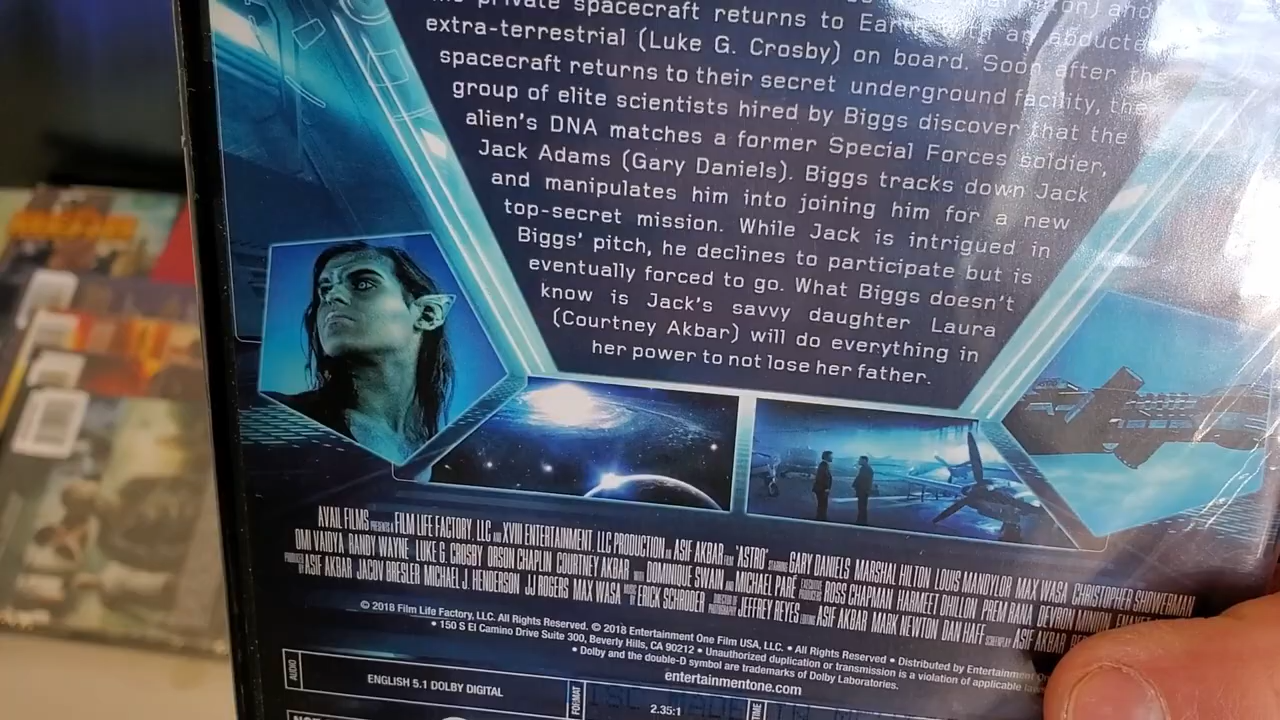 private spacecraft returns to Earth with an abducted
extra-terrestrial (Luke G. Crosby) on board. Soon after the
spacecraft returns to their secret underground facility, the
group of elite scientists hired by Biggs discover that the
alien's DNA matches a former Special Forces soldier,
Jack Adams (Gary Daniels). Biggs tracks down Jack
and manipulates him into joining him for a new
top-secret mission. While Jack is intrigued in
Biggs' pitch, he declines to participate but is
eventually forced to go. What Biggs doesn't
know is Jack's savvy daughter Laura
(Courtney Akbar) will do everything in
her power to not lose her father.
AVAIL FILMS PRESENTS A FILM LIFE FACTORY, LLC AND XVIII ENTERTAINMENT, LLC PRODUCTION AN ASIF AKBAR FILM 'ASTRO' STARRING GARY DANIELS MARSHAL HILTON LOUIS MANDYLOR MAX WASA CHRISTOPHER SHOWERMAN
OMI VAIDYA RANDY WAYNE LUKE G. CROSBY ORSON CHAPLIN COURTNEY AKBAR WITH DOMINIQUE SWAIN AND MICHAEL PARÉ EXECUTIVE PRODUCERS ROSS CHAPMAN HARMEET DHILLON PREM RANA, DEVRON MINION,
PRODUCED BY ASIF AKBAR JACOV BRESLER MICHAEL J. HENDERSON JJ ROGERS MAX WASA MUSIC BY ERICK SCHRODER DIRECTOR OF PHOTOGRAPHY JEFFREY REYES EDITING ASIF AKBAR MARK NEWTON DAN HAFF SCREENPLAY ASIF AKBAR
© 2018 Film Life Factory, LLC. All Rights Reserved. © 2018 Entertainment One Film USA, LLC. • All Rights Reserved • Distributed by Entertainment
• 150 S El Camino Drive Suite 300, Beverly Hills, CA 90212 • Unauthorized duplication or transmission is a violation of applicable laws
• Dolby and the double-D symbol are trademarks of Dolby Laboratories.
entertainmentone.com
AUDIO
ENGLISH 5.1 DOLBY DIGITAL
FORMAT
2.35:1